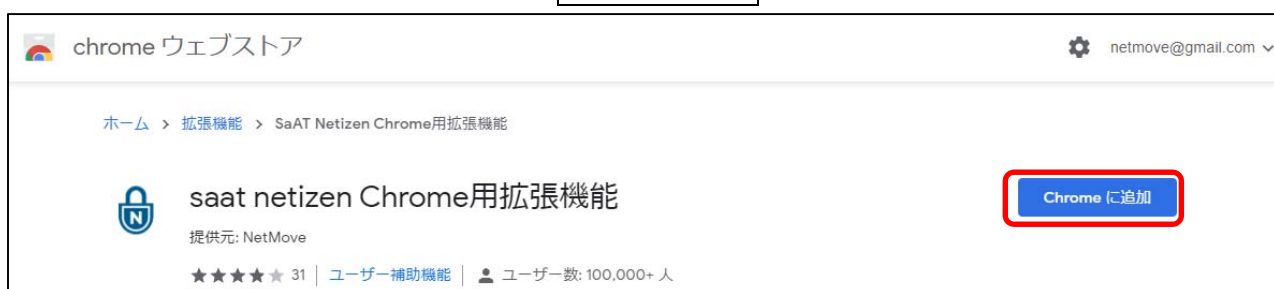 chrome ウェブストア
netmove@gmail.com
ホーム > 拡張機能 > SaAT Netizen Chrome用拡張機能
saat netizen Chrome用拡張機能
Chrome に追加
提供元: NetMove
★★★★★ 31 | ユーザー補助機能 | ユーザー数: 100,000+ 人